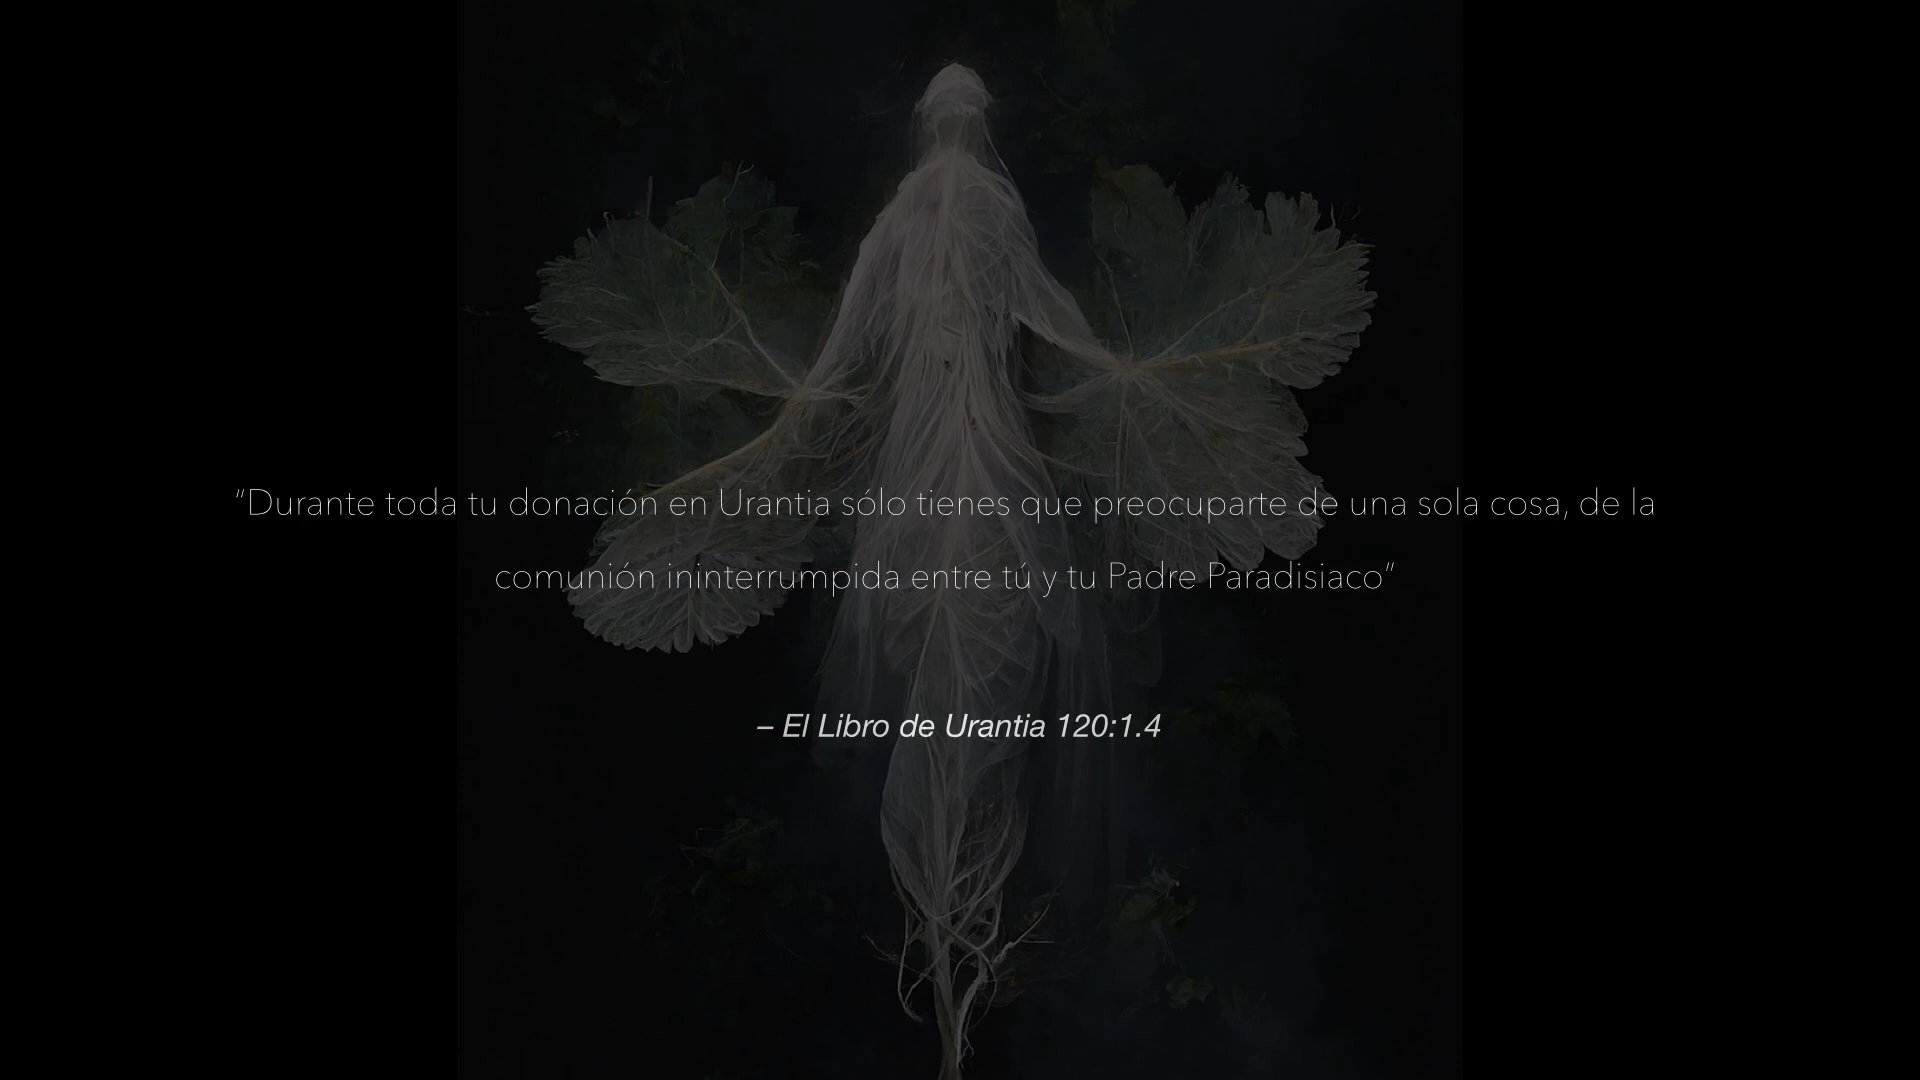 "Durante toda tu donación en Urantia sólo tienes que preocuparte de una sola cosa, de la
comunión ininterrumpida entre tú y tu Padre Paradisiaco"
– El Libro de Urantia 120:1.4